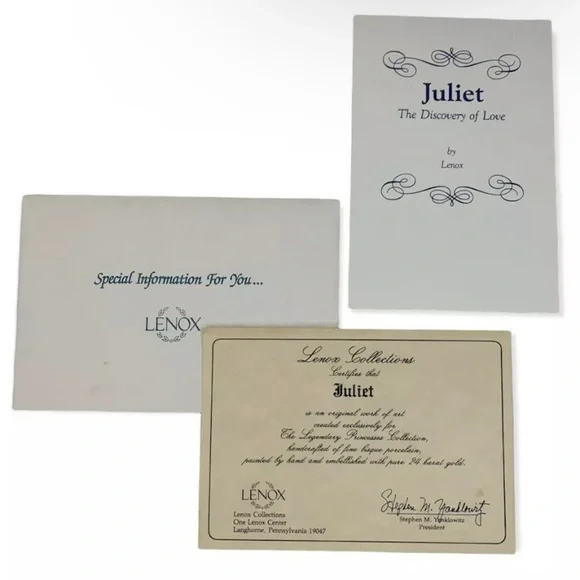 Juliet
The Discovery of Love
by
Lenox
Special Information For You...
LENOX
Lenox Collections
Certifies that
Juliet
is an original work of art
created exclusively for
The Legendary Princesses Collection,
handcrafted of fine bisque porcelain,
painted by hand and embellished with pure 24 karat gold.
LENOX
Lenox Collections
One Lenox Center
Langhorne, Pennsylvania 19047
Stephen M. Yanklowitz
Stephen M. Yanklowitz
President